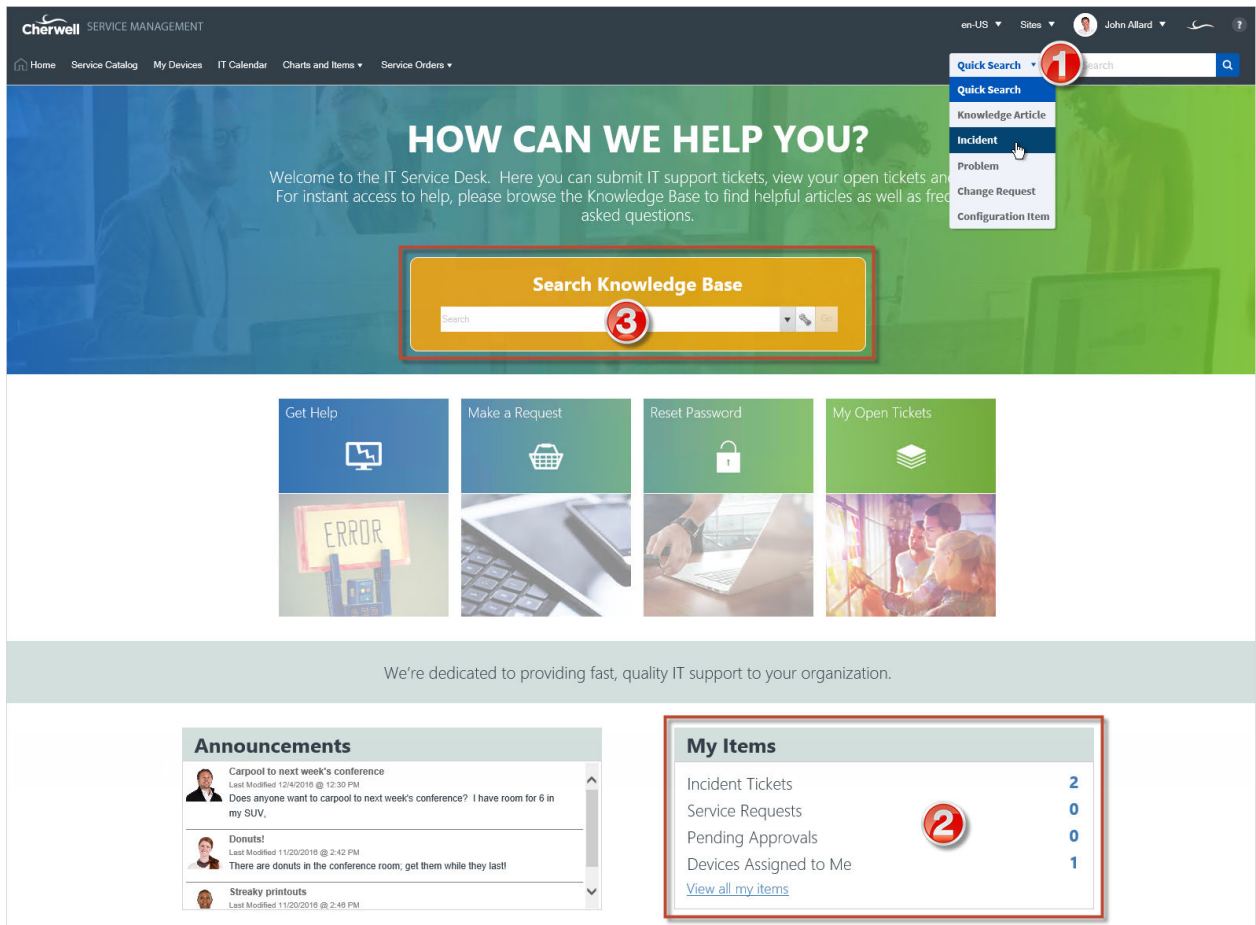 Cherwell SERVICE MANAGEMENT
en-US ▼ Sites ▼ John Allard ▼ ?
Home Service Catalog My Devices IT Calendar Charts and Items ▾ Service Orders ▾
Quick Search ▾ 1 earch
Quick Search
Knowledge Article
Incident
Problem
Change Request
Configuration Item
HOW CAN WE HELP YOU?
Welcome to the IT Service Desk. Here you can submit IT support tickets, view your open tickets an
For instant access to help, please browse the Knowledge Base to find helpful articles as well as freq
asked questions.
Search Knowledge Base
Search 3 ▼ Go
Get Help
Make a Request
Reset Password
My Open Tickets
ERROR
We're dedicated to providing fast, quality IT support to your organization.
Announcements
Carpool to next week's conference
Last Modified 12/4/2016 @ 12:30 PM
Does anyone want to carpool to next week's conference? I have room for 6 in
my SUV,
Donuts!
Last Modified 11/20/2016 @ 2:42 PM
There are donuts in the conference room; get them while they last!
Streaky printouts
Last Modified 11/20/2016 @ 2:46 PM
My Items
Incident Tickets 2
Service Requests 0
2
Pending Approvals 0
Devices Assigned to Me 1
View all my items